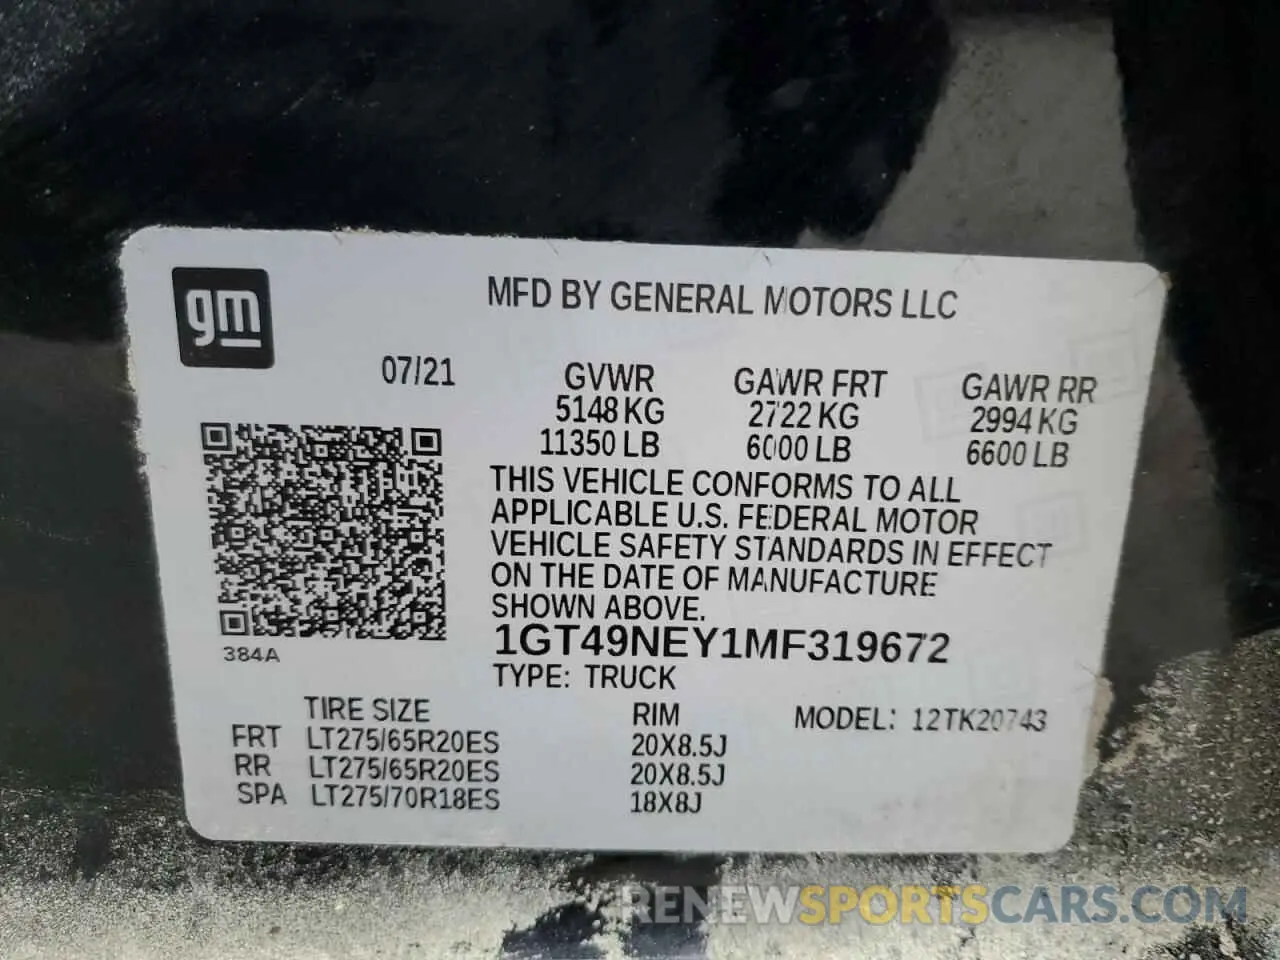 gm
MFD BY GENERAL MOTORS LLC
07/21
GVWR GAWR FRT GAWR RR
5148 KG 2722 KG 2994 KG
11350 LB 6000 LB 6600 LB
THIS VEHICLE CONFORMS TO ALL
APPLICABLE U.S. FEDERAL MOTOR
VEHICLE SAFETY STANDARDS IN EFFECT
ON THE DATE OF MANUFACTURE
SHOWN ABOVE.
1GT49NEY1MF319672
384A
TYPE: TRUCK
TIRE SIZE RIM MODEL: 12TK20743
FRT LT275/65R20ES 20X8.5J
RR LT275/65R20ES 20X8.5J
SPA LT275/70R18ES 18X8J
RENEWSPORTSCARS.COM